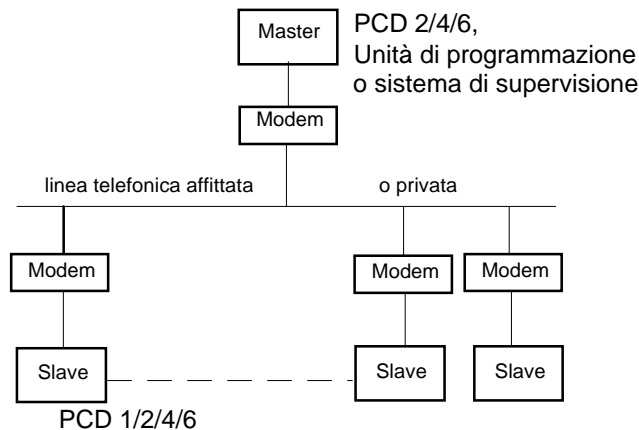 Master
PCD 2/4/6,
Unità di programmazione
o sistema di supervisione
Modem
linea telefonica affittata
o privata
Modem
Modem
Modem
Slave
Slave
Slave
PCD 1/2/4/6